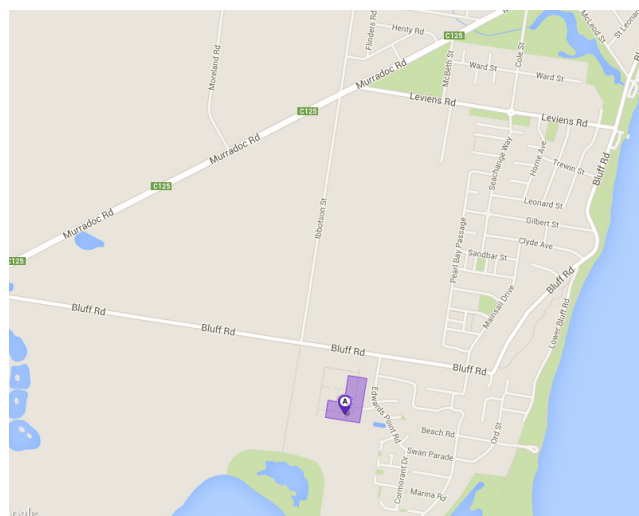 Henty Rd
Flinders Rd
Moreland Rd
C125
McBeth St
Cole St
McLeod St
St Leonar
Ward St
Ward St
Murradoc Rd
C125
Leviens Rd
Leviens Rd
Bl
Murradoc Rd
Seachange Way
Horne Ave
Trewin St
Bluff Rd
C125
Leonard St
Ibbotson St
Gilbert St
Murradoc Rd
Pearl Bay Passage
Clyde Ave
Sandbar St
C125
Bluff Rd
Mainsail Drive
Lower Bluff Rd
Bluff Rd
Bluff Rd
Bluff Rd
Bluff Rd
A
Edwards Point Rd
Beach Rd
Ord St
Swan Parade
Cormorant Dr
Marina Rd
ogle